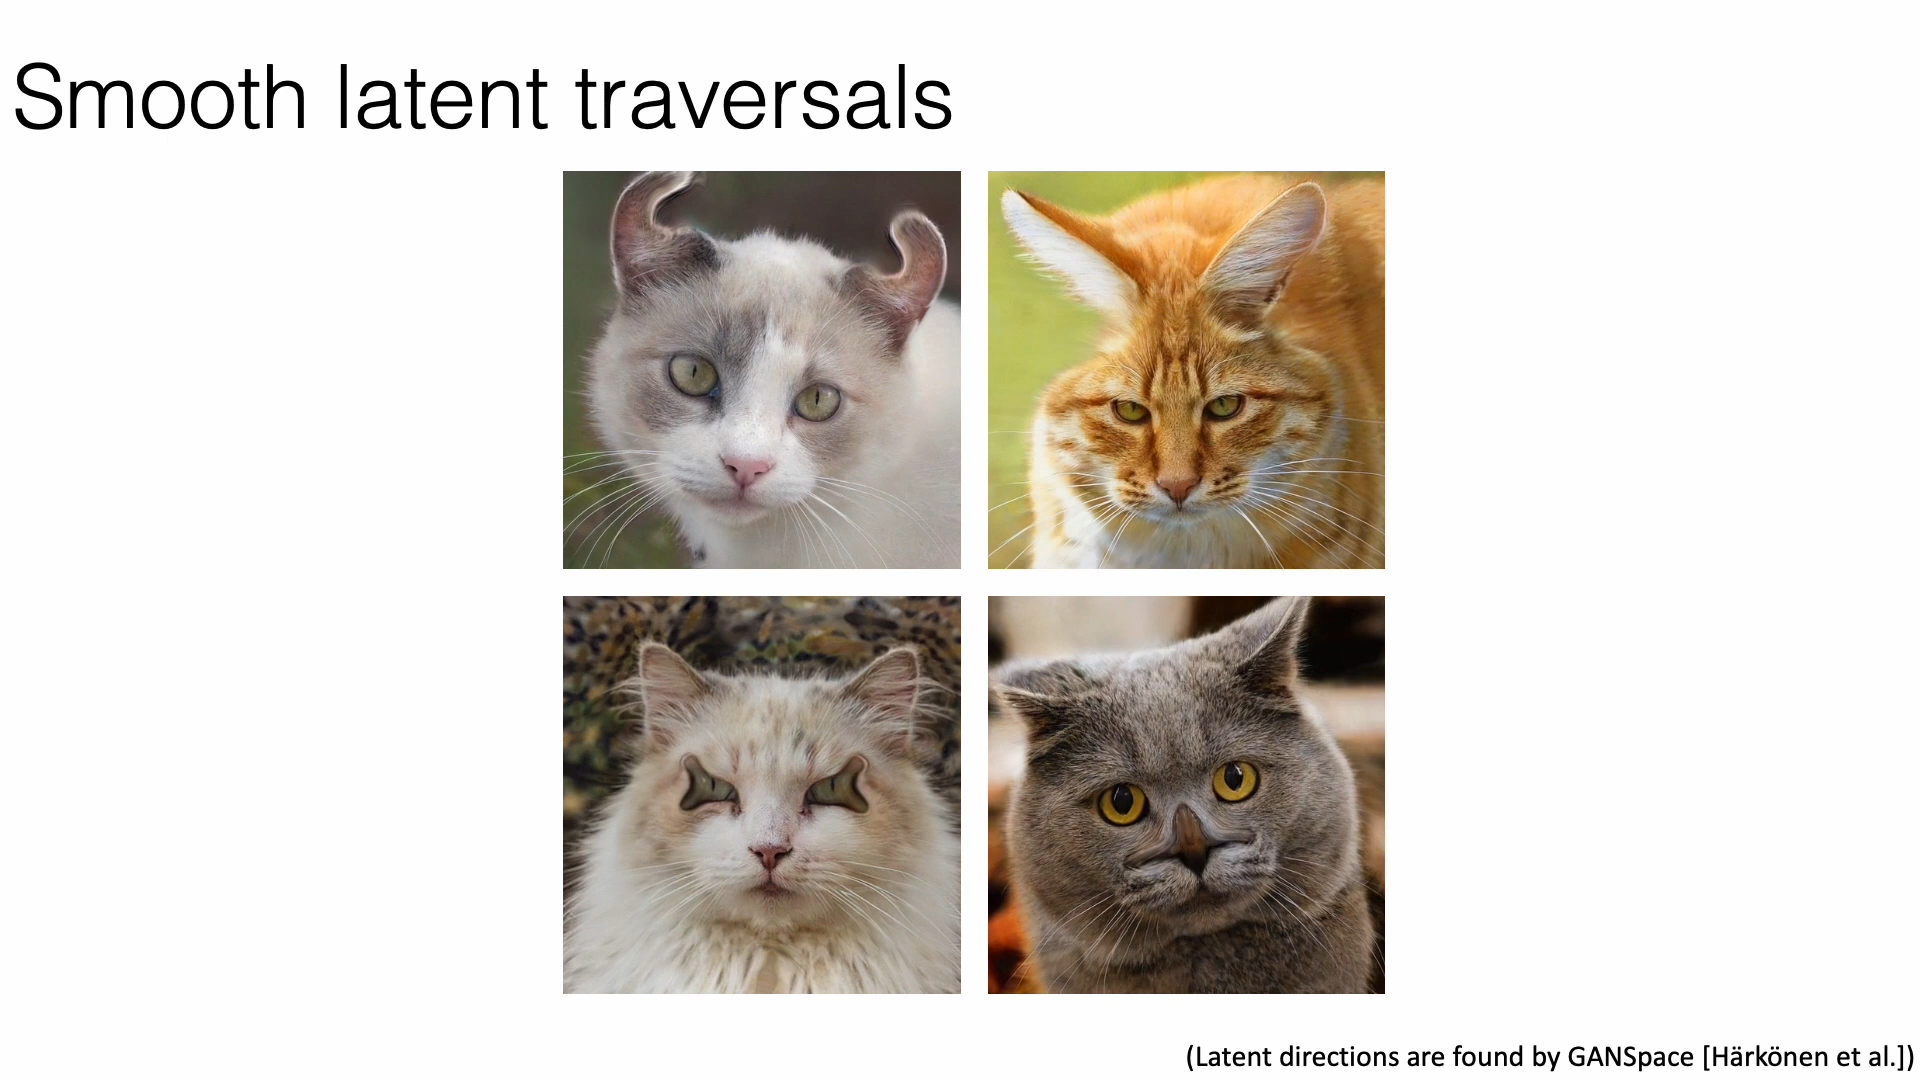 Smooth latent traversals
(Latent directions are found by GANSpace [Härkönen et al.])